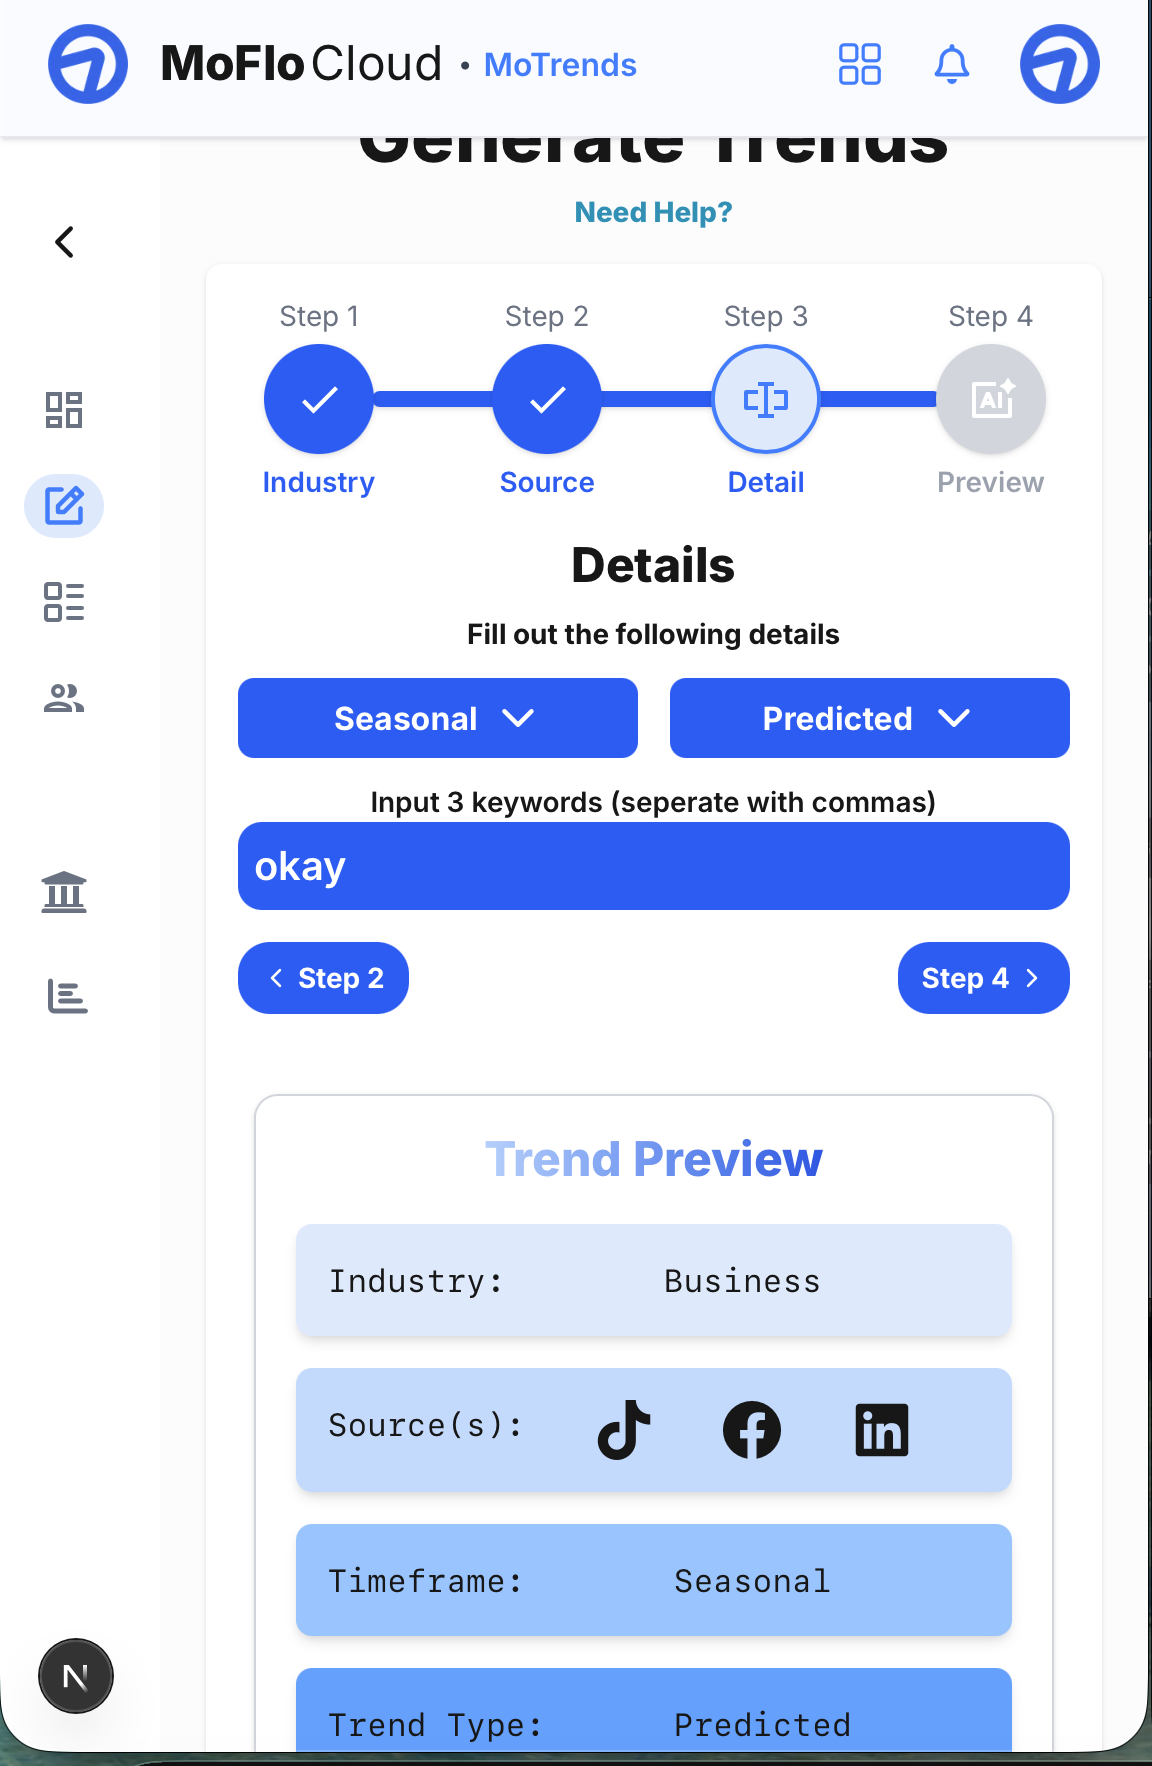 MoFlo Cloud • MoTrends
Generate Trends
Need Help?
Step 1 Step 2 Step 3 Step 4
AI
Industry Source Detail Preview
Details
Fill out the following details
Seasonal Predicted
Input 3 keywords (seperate with commas)
okay
Step 2 Step 4
Trend Preview
Industry: Business
Source(s): in
Timeframe: Seasonal
N
Trend Type: Predicted